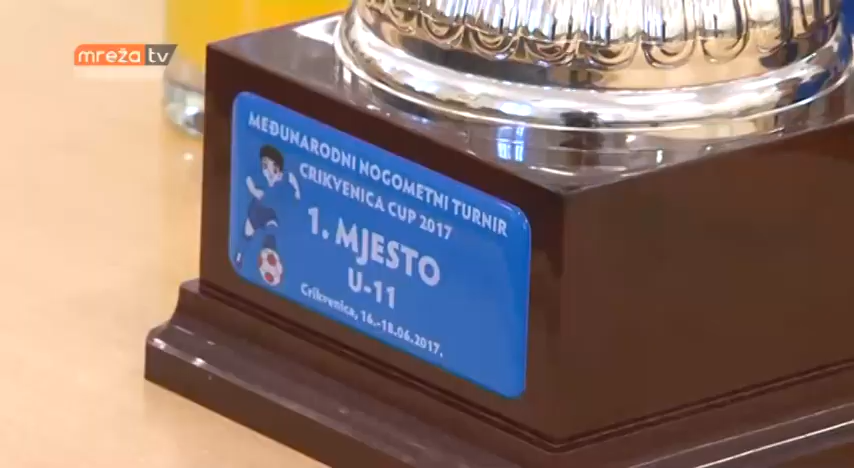 mreža tv
MEĐUNARODNI NOGOMETNI TURNIR
CRIKVENICA CUP 2017
1. MJESTO
U-11
Crikvenica, 16.-18.06.2017.